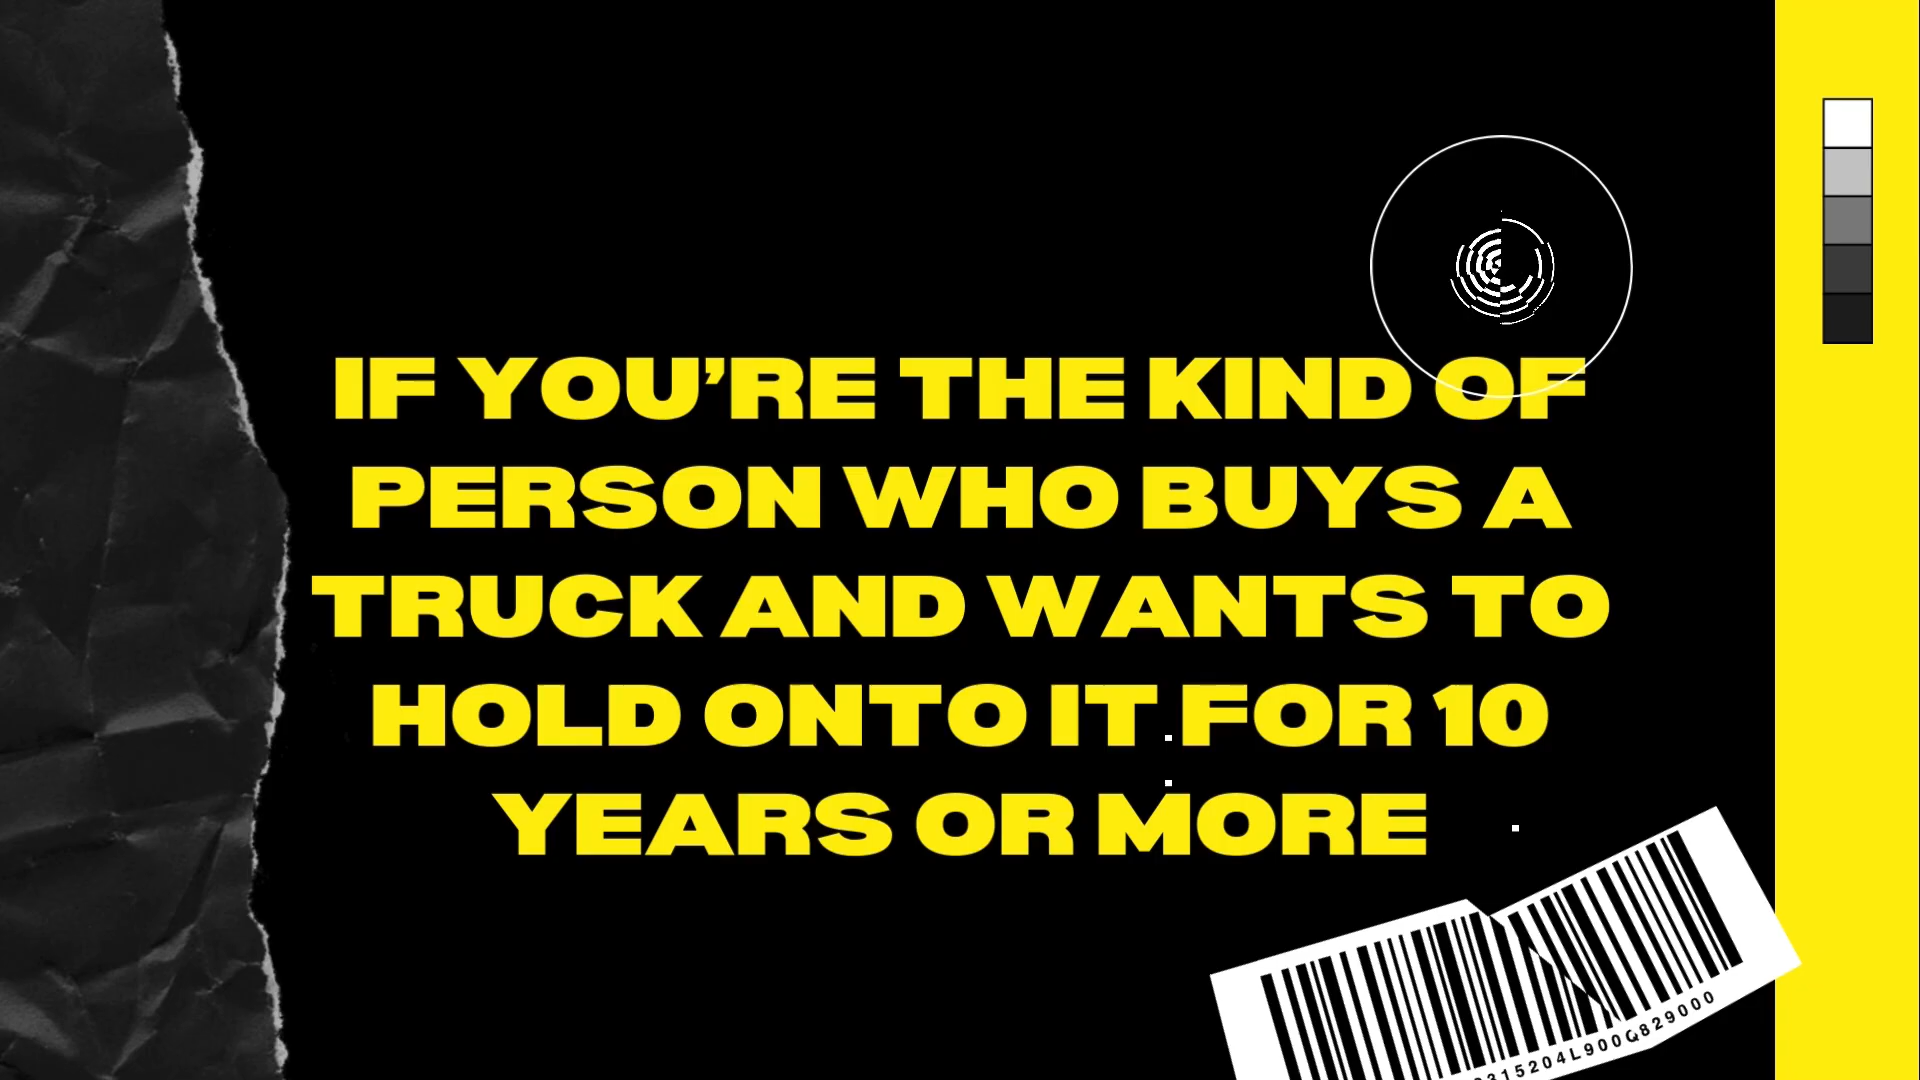 IF YOU'RE THE KIND OF
PERSON WHO BUYS A
TRUCK AND WANTS TO
HOLD ONTO IT FOR 10
YEARS OR MORE
315204L900Q829000